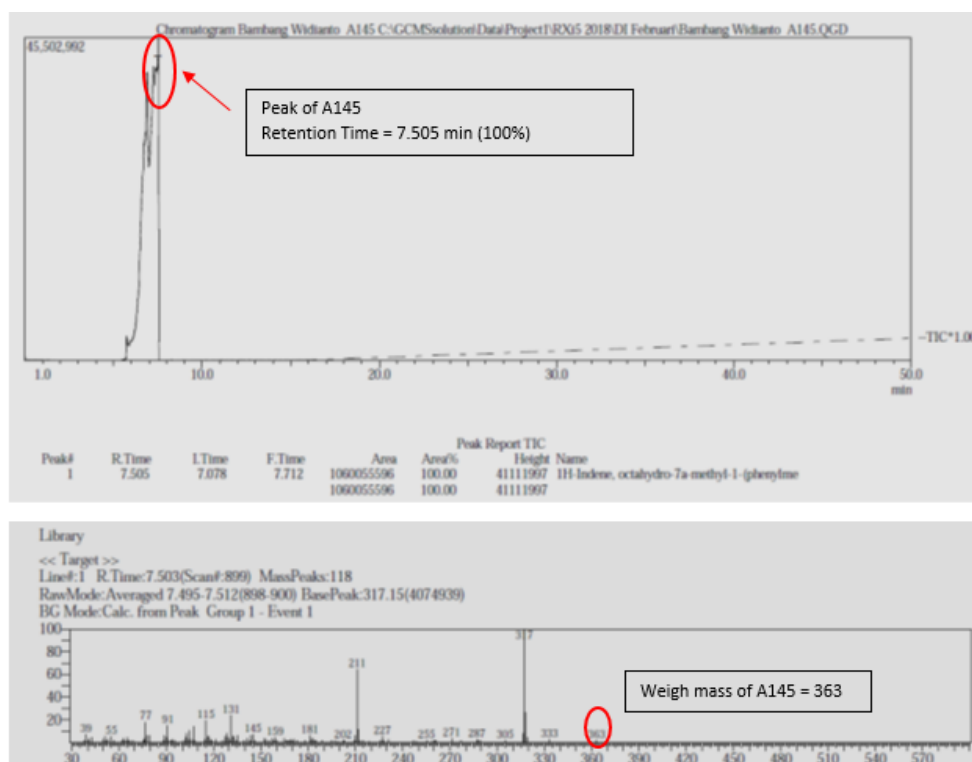 Chromatogram Bambang Widianto A145 C:\GCMSsolution\Data\Project1\RXi5 2018\DI Februari\Bambang Widianto A145.QGD
45,502,992
Peak of A145
Retention Time = 7.505 min (100%)
TIC*1.00
1.0 10.0 20.0 30.0 40.0 50.0
min
Peak Report TIC
Peak# R.Time I.Time F.Time Area Area% Height Name
1 7.505 7.078 7.712 1060055596 100.00 41111997 1H-Indene, octahydro-7a-methyl-1-(phenylme
1060055596 100.00 41111997
Library
<< Target >>
Line#:1 R.Time:7.503(Scan#:899) MassPeaks:118
RawMode:Averaged 7.495-7.512(898-900) BasePeak:317.15(4074939)
BG Mode:Calc. from Peak Group 1 - Event 1
100
80
60
40
20
39 55 77 91 115 131 145 159 181 202 211 227 255 271 287 305 317 333 363
Weigh mass of A145 = 363
30 60 90 120 150 180 210 240 270 300 330 360 390 420 450 480 510 540 570